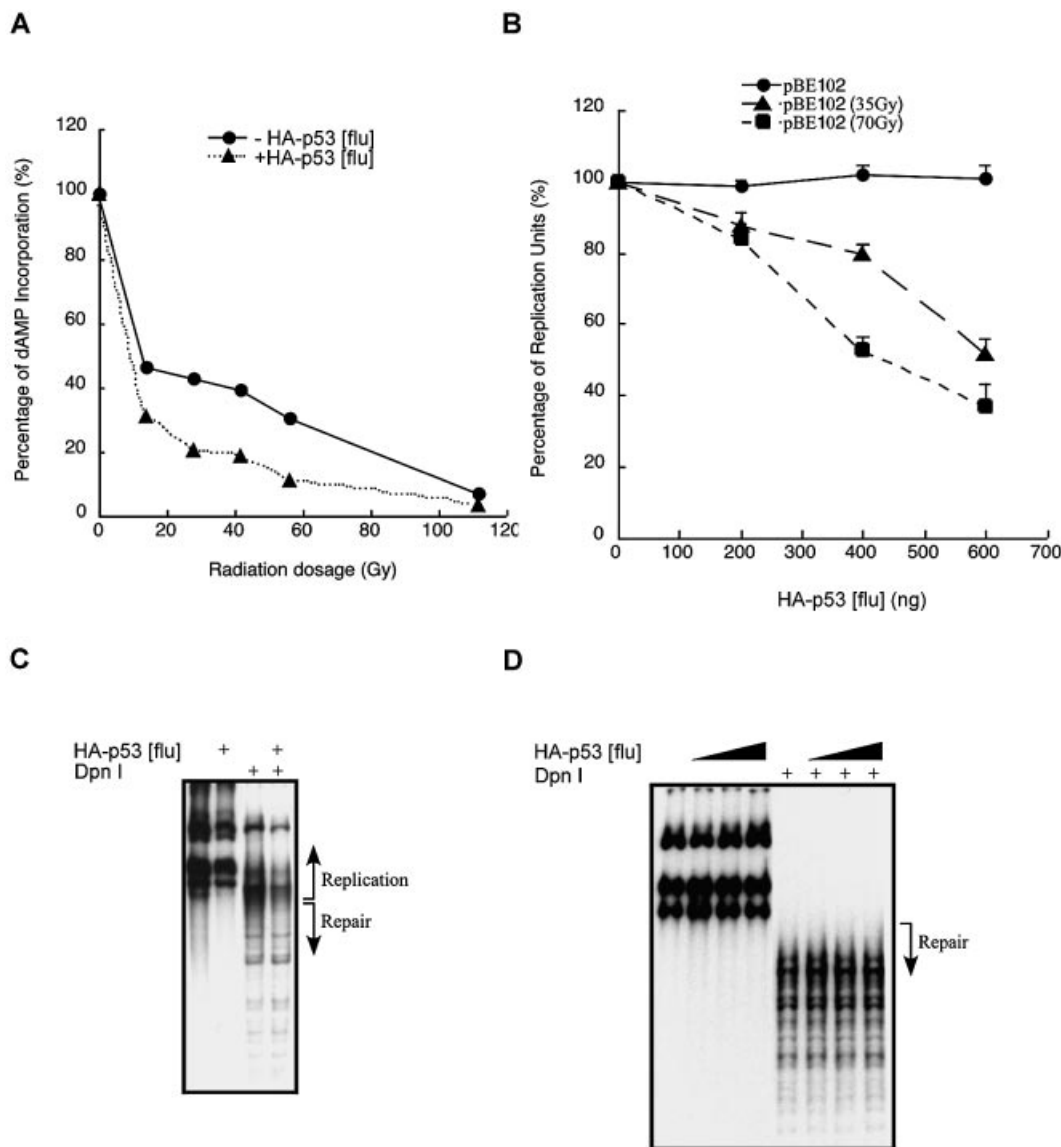 A
B
Percentage of dAMP Incorporation (%)
120
100
80
60
40
20
0
- HA-p53 [flu]
+HA-p53 [flu]
0 20 40 60 80 100 120
Radiation dosage (Gy)
Percentage of Replication Units (%)
120
100
80
60
40
20
0
pBE102
pBE102 (35Gy)
pBE102 (70Gy)
0 100 200 300 400 500 600 700
HA-p53 [flu] (ng)
C
D
HA-p53 [flu] + +
Dpn I + +
Replication
Repair
HA-p53 [flu]
Dpn I + + + +
Repair